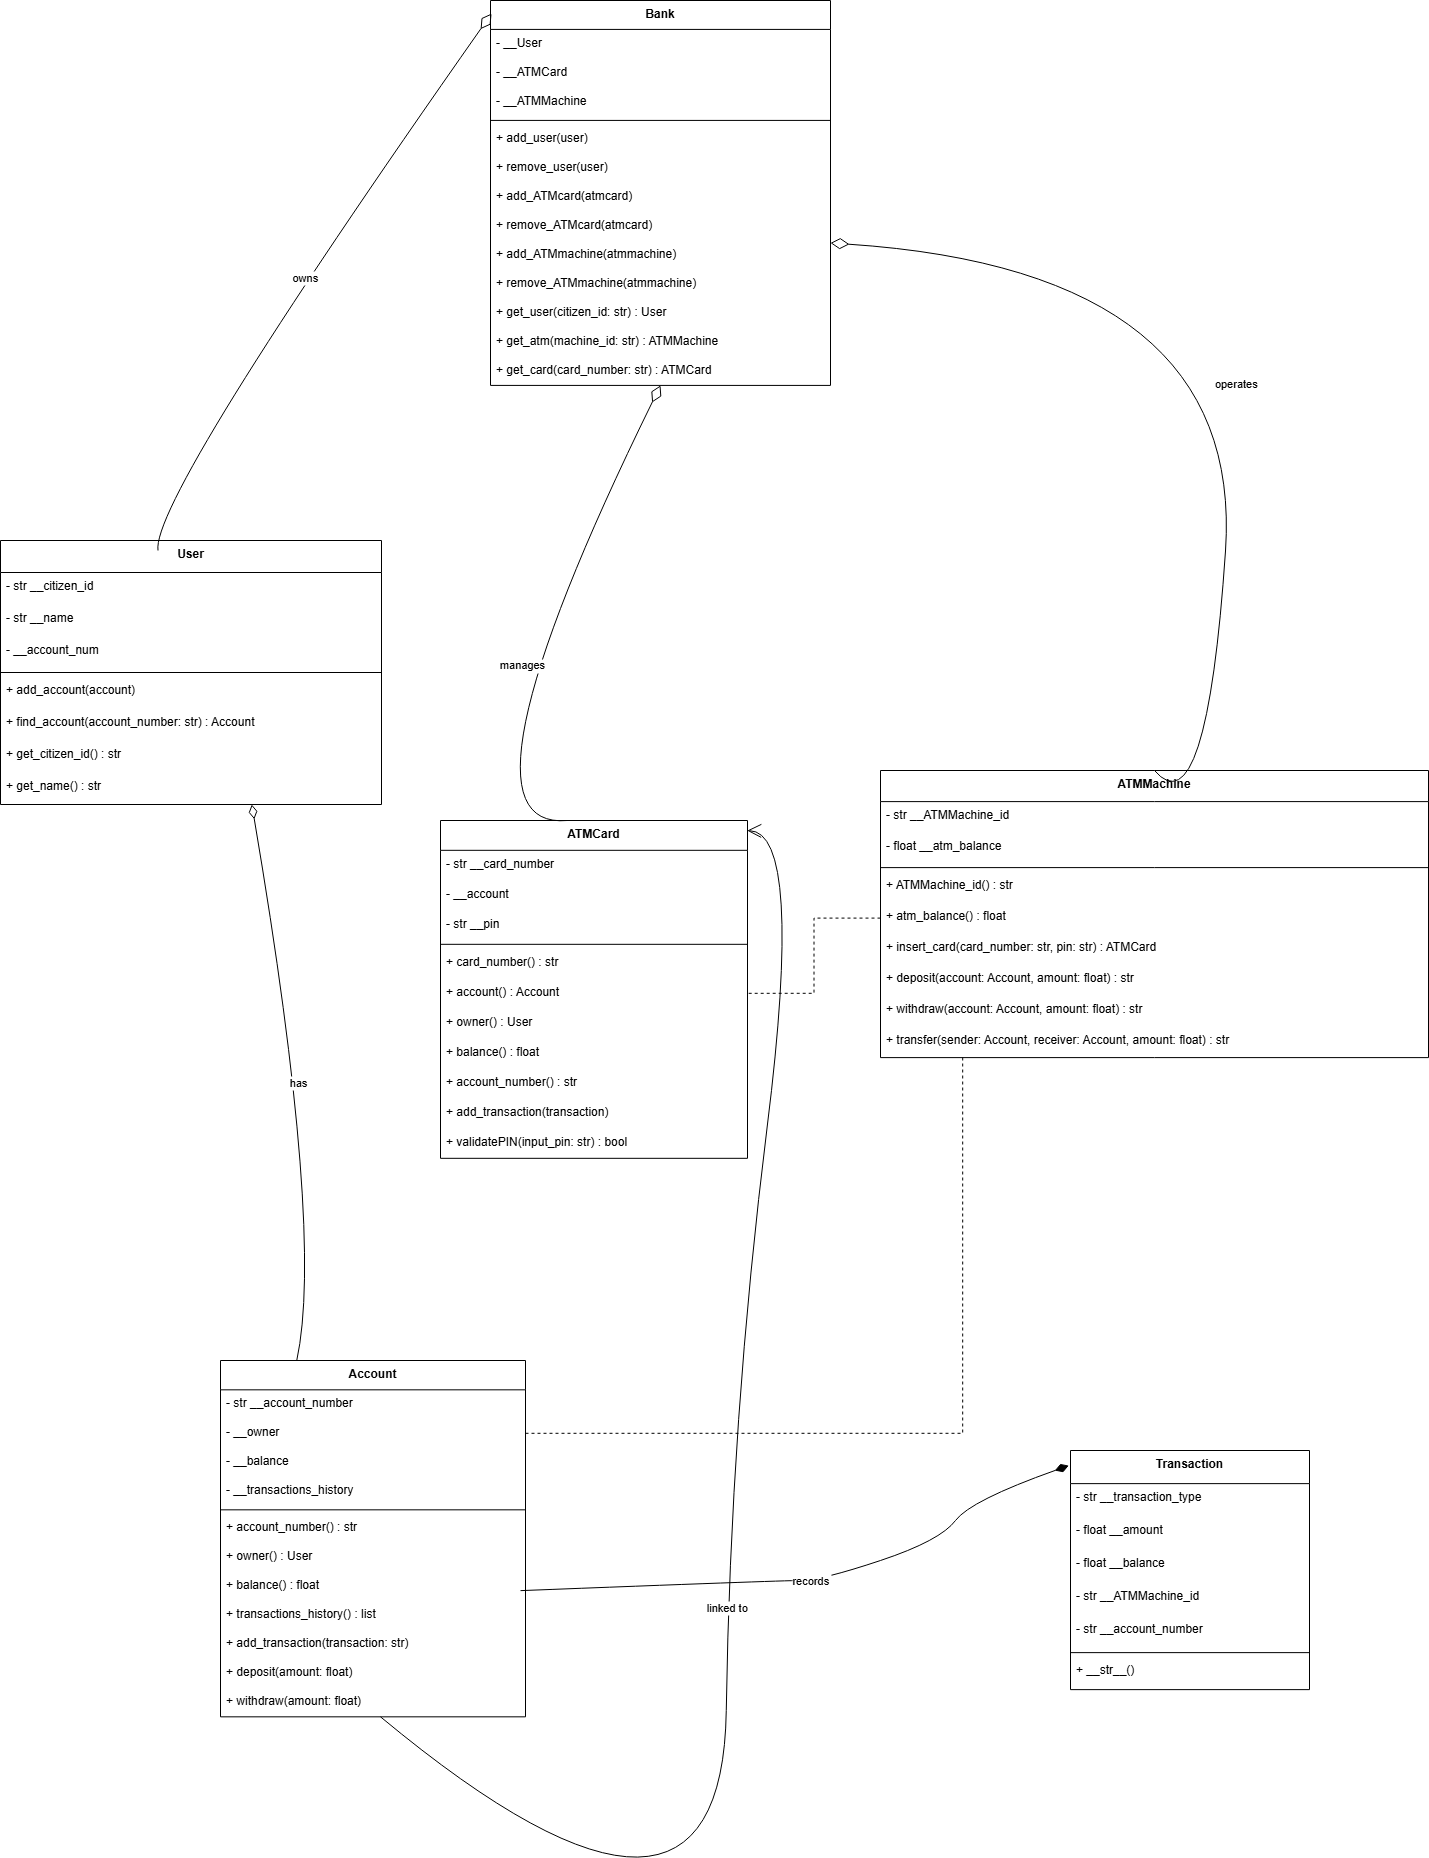 Bank
- __User
- __ATMCard
- __ATMMachine
+ add_user(user)
+ remove_user(user)
+ add_ATMcard(atmcard)
+ remove_ATMcard(atmcard)
+ add_ATMmachine(atmmachine)
+ remove_ATMmachine(atmmachine)
+ get_user(citizen_id: str) : User
+ get_atm(machine_id: str) : ATMMachine
+ get_card(card_number: str) : ATMCard
owns
operates
manages
User
- str __citizen_id
- str __name
- __account_num
+ add_account(account)
+ find_account(account_number: str) : Account
+ get_citizen_id() : str
+ get_name() : str
ATMCard
- str __card_number
- __account
- str __pin
+ card_number() : str
+ account() : Account
+ owner() : User
+ balance() : float
+ account_number() : str
+ add_transaction(transaction)
+ validatePIN(input_pin: str) : bool
ATMMachine
- str __ATMMachine_id
- float __atm_balance
+ ATMMachine_id() : str
+ atm_balance() : float
+ insert_card(card_number: str, pin: str) : ATMCard
+ deposit(account: Account, amount: float) : str
+ withdraw(account: Account, amount: float) : str
+ transfer(sender: Account, receiver: Account, amount: float) : str
has
Account
- str __account_number
- __owner
- __balance
- __transactions_history
+ account_number() : str
+ owner() : User
+ balance() : float
+ transactions_history() : list
+ add_transaction(transaction: str)
+ deposit(amount: float)
+ withdraw(amount: float)
records
linked to
Transaction
- str __transaction_type
- float __amount
- float __balance
- str __ATMMachine_id
- str __account_number
+ __str__()